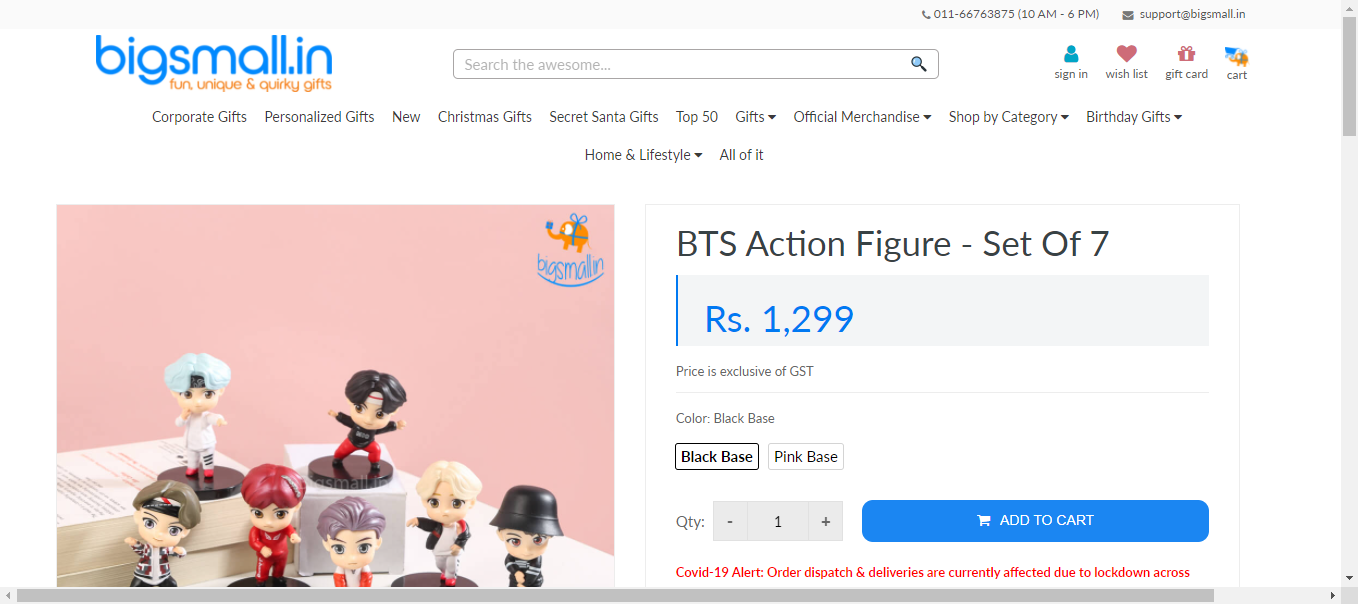 011-66763875 (10 AM - 6 PM) support@bigsmall.in
bigsmall.in
fun, unique & quirky gifts
Search the awesome...
sign in wish list gift card cart
Corporate Gifts Personalized Gifts New Christmas Gifts Secret Santa Gifts Top 50 Gifts Official Merchandise Shop by Category Birthday Gifts
Home & Lifestyle All of it
bigsmall.in
BTS Action Figure - Set Of 7
Rs. 1,299
Price is exclusive of GST
Color: Black Base
Black Base Pink Base
bigsmall.in
Qty: - 1 + ADD TO CART
Covid-19 Alert: Order dispatch & deliveries are currently affected due to lockdown across